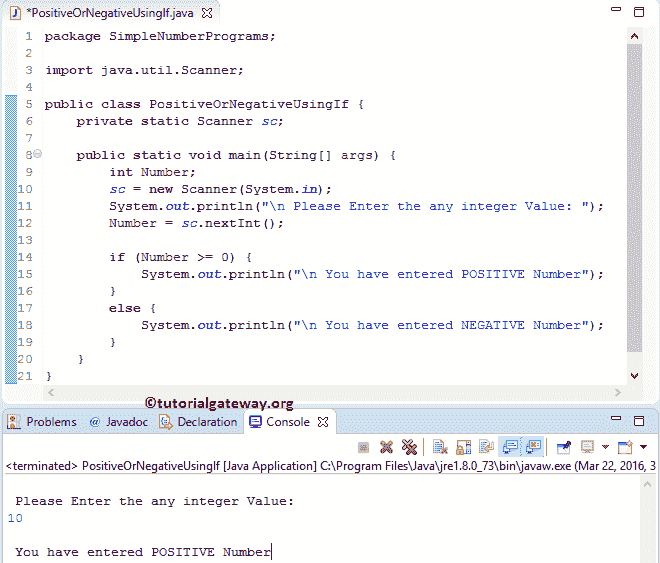 *PositiveOrNegativeUsingIf.java
1 package SimpleNumberPrograms;
2
3 import java.util.Scanner;
4
5 public class PositiveOrNegativeUsingIf {
6     private static Scanner sc;
7
8     public static void main(String[] args) {
9         int Number;
10         sc = new Scanner(System.in);
11         System.out.println("\n Please Enter the any integer Value: ");
12         Number = sc.nextInt();
13
14         if (Number >= 0) {
15             System.out.println("\n You have entered POSITIVE Number");
16         }
17         else {
18             System.out.println("\n You have entered NEGATIVE Number");
19         }
20     }
21 }
©tutorialgateway.org
Problems @ Javadoc Declaration Console
<terminated> PositiveOrNegativeUsingIf [Java Application] C:\Program Files\Java\jre1.8.0_73\bin\javaw.exe (Mar 22, 2016, 3
Please Enter the any integer Value:
10
You have entered POSITIVE Number